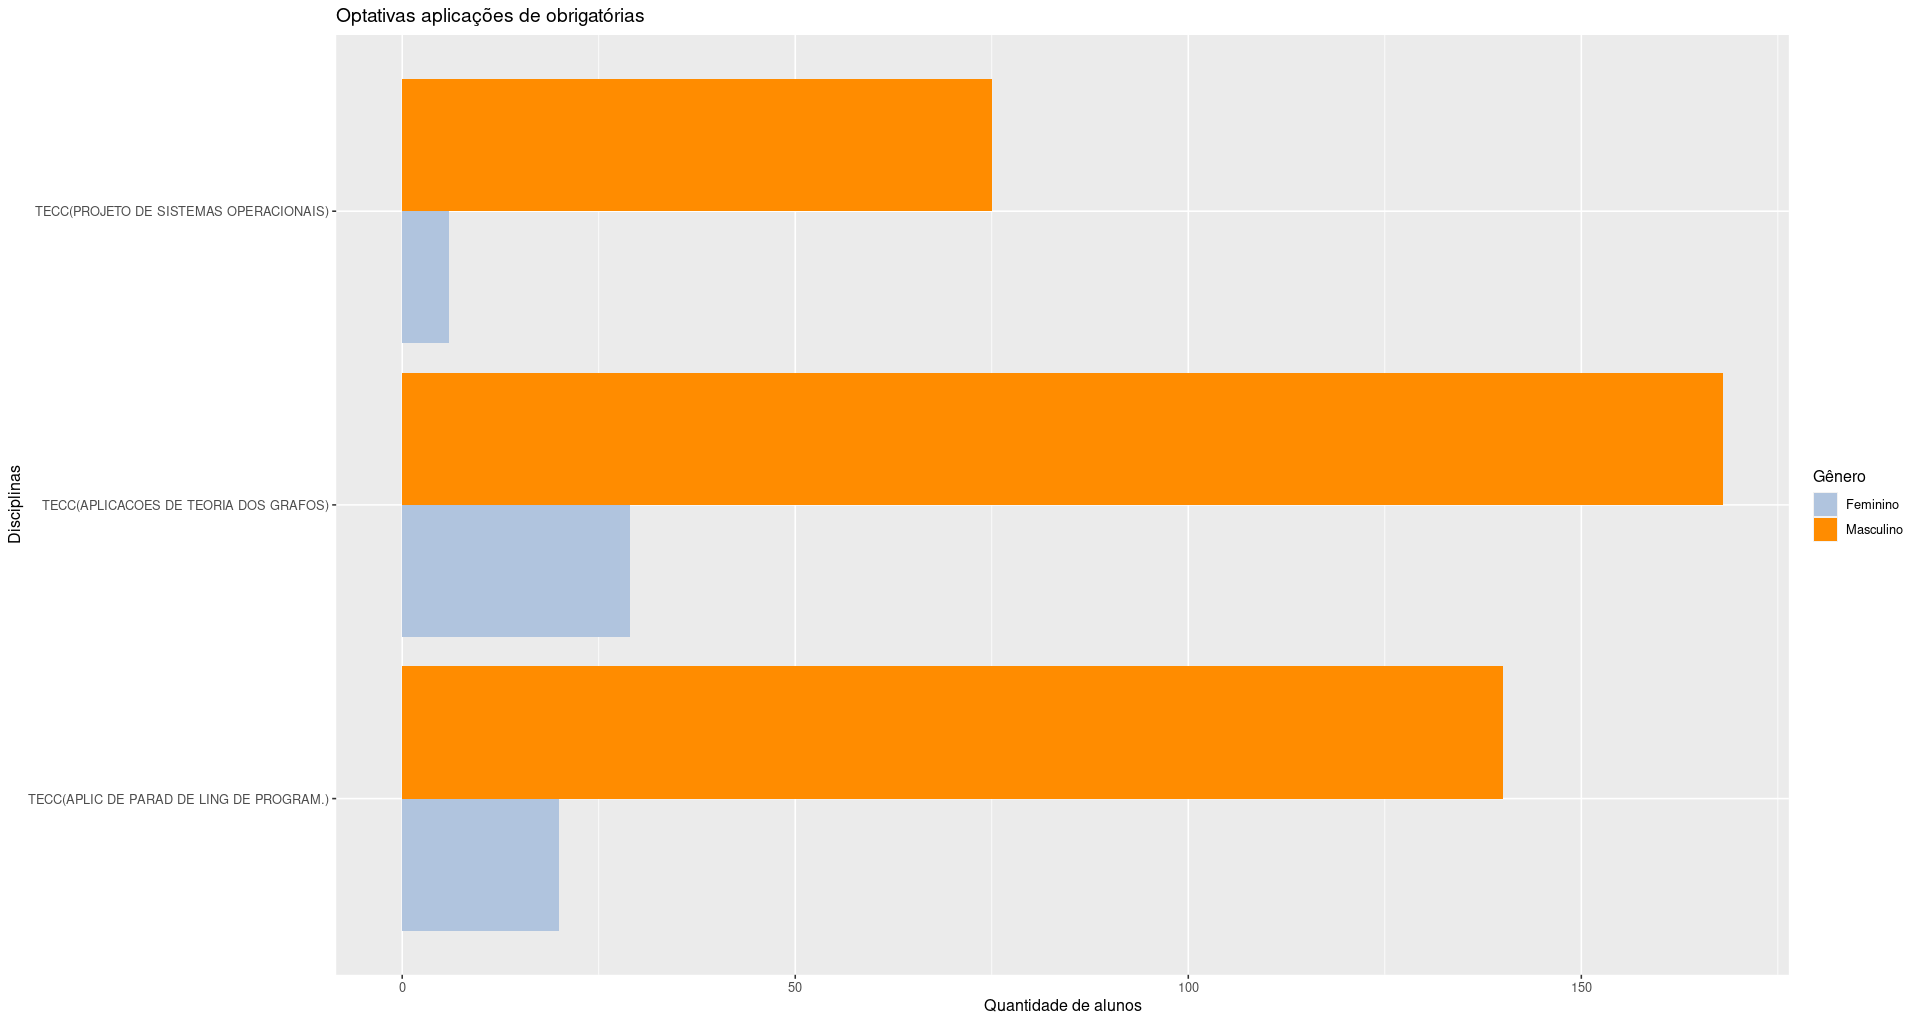 Optativas aplicações de obrigatórias
Disciplinas
TECC(PROJETO DE SISTEMAS OPERACIONAIS)
TECC(APLICACOES DE TEORIA DOS GRAFOS)
TECC(APLIC DE PARAD DE LING DE PROGRAM.)
0 50 100 150
Quantidade de alunos
Gênero
Feminino
Masculino